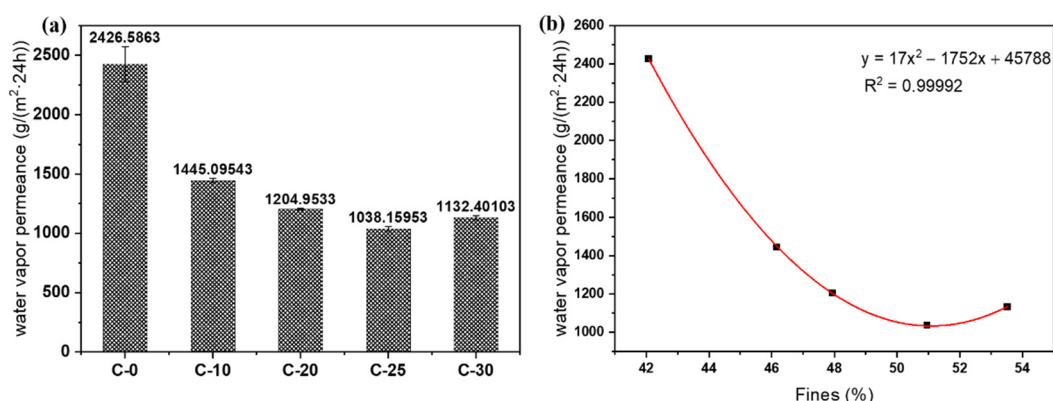 (a)
water vapor permeance (g/(m²·24h))
2500
2000
1500
1000
500
0
2426.5863
1445.09543
1204.9533
1038.15953
1132.40103
C-0 C-10 C-20 C-25 C-30
(b)
water vapor permeance (g/(m²·24h))
2600
2400
2200
2000
1800
1600
1400
1200
1000
y = 17x² − 1752x + 45788
R² = 0.99992
42 44 46 48 50 52 54
Fines (%)